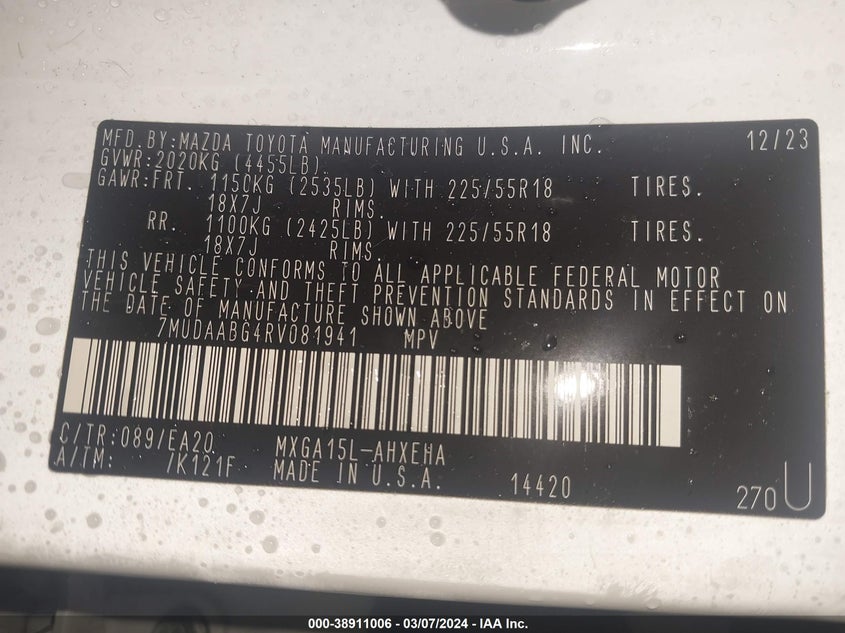 MFD.BY:MAZDA TOYOTA MANUFACTURING U.S.A. INC. 12/23
GVWR:2020KG (4455LB)
GAWR:FRT. 1150KG (2535LB) WITH 225/55R18 TIRES.
18X7J RIMS.
RR. 1100KG (2425LB) WITH 225/55R18 TIRES.
18X7J RIMS.
THIS VEHICLE CONFORMS TO ALL APPLICABLE FEDERAL MOTOR
VEHICLE SAFETY AND THEFT PREVENTION STANDARDS IN EFFECT ON
THE DATE OF MANUFACTURE SHOWN ABOVE
7MUDAABG4RV081941 MPV
C/TR:089/EA20 MXGA15L-AHXEHA
A/TM: /K121F MADE IN U.S.A. 14420 270 U
000-38911006 - 03/07/2024 - IAA Inc.